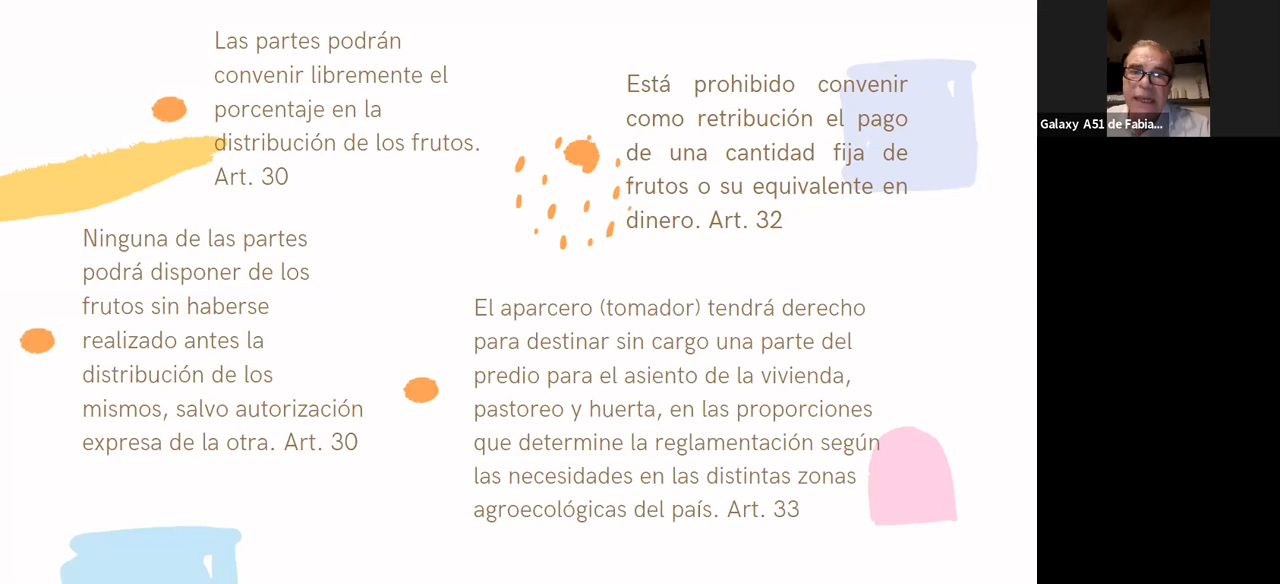 Las partes podrán
convenir libremente el
porcentaje en la
distribución de los frutos.
Art. 30
Está prohibido convenir
como retribución el pago
de una cantidad fija de
frutos o su equivalente en
dinero. Art. 32
Ninguna de las partes
podrá disponer de los
frutos sin haberse
realizado antes la
distribución de los
mismos, salvo autorización
expresa de la otra. Art. 30
El aparcero (tomador) tendrá derecho
para destinar sin cargo una parte del
predio para el asiento de la vivienda,
pastoreo y huerta, en las proporciones
que determine la reglamentación según
las necesidades en las distintas zonas
agroecológicas del país. Art. 33
Galaxy A51 de Fabia...